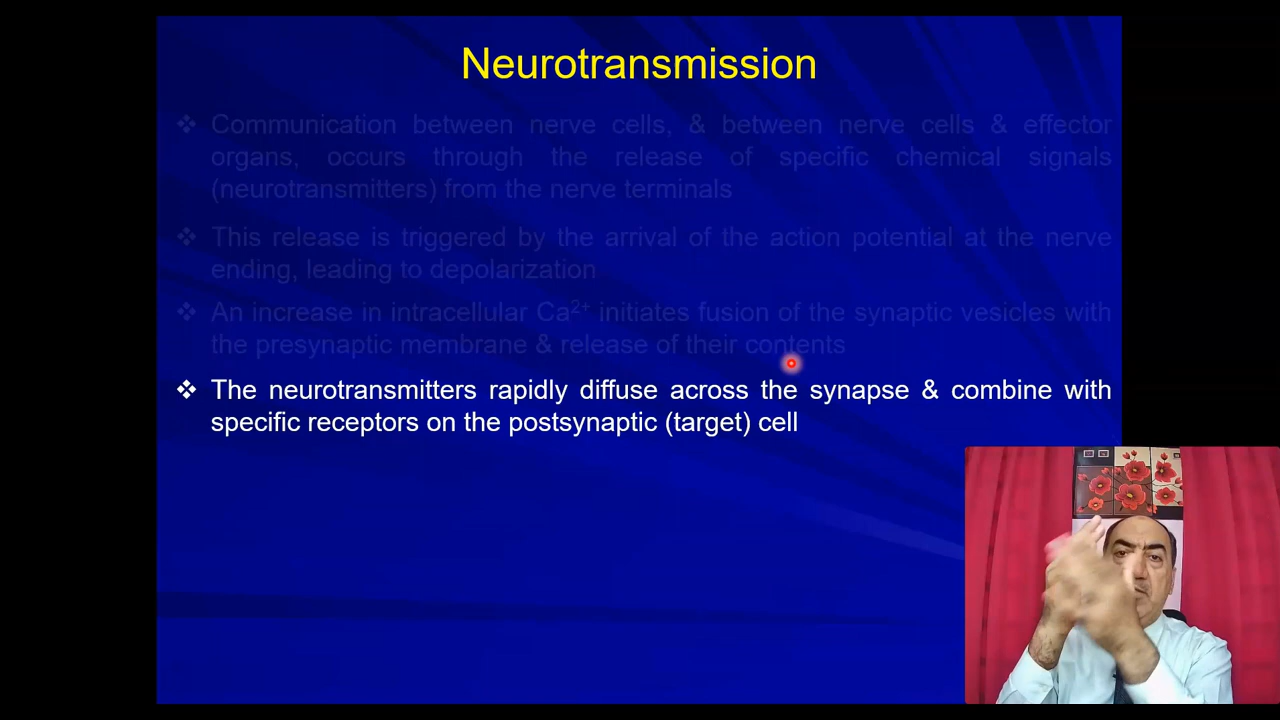 Neurotransmission
❖ Communication between nerve cells, & between nerve cells & effector
organs, occurs through the release of specific chemical signals
(neurotransmitters) from the nerve terminals
❖ This release is triggered by the arrival of the action potential at the nerve
ending, leading to depolarization
❖ An increase in intracellular Ca²⁺ initiates fusion of the synaptic vesicles with
the presynaptic membrane & release of their contents
❖ The neurotransmitters rapidly diffuse across the synapse & combine with
specific receptors on the postsynaptic (target) cell